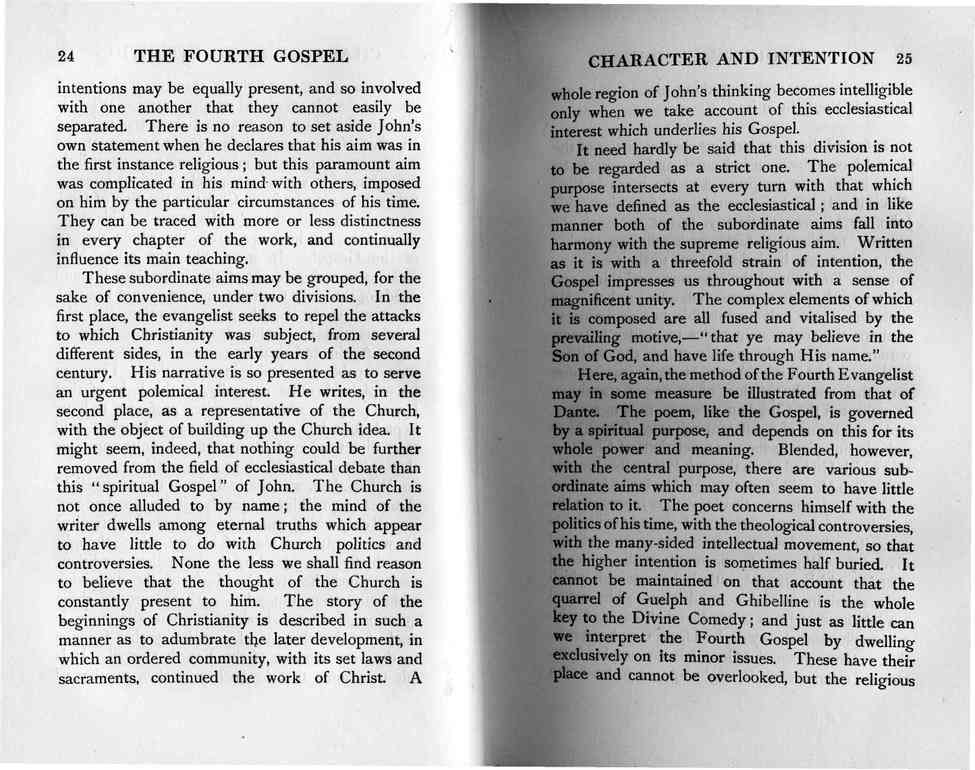 24 THE FOURTH GOSPEL
intentions may be equally present, and so involved
with one another that they cannot easily be
separated. There is no reason to set aside John's
own statement when he declares that his aim was in
the first instance religious ; but this paramount aim
was complicated in his mind with others, imposed
on him by the particular circumstances of his time.
They can be traced with more or less distinctness
in every chapter of the work, and continually
influence its main teaching.
These subordinate aims may be grouped, for the
sake of convenience, under two divisions. In the
first place, the evangelist seeks to repel the attacks
to which Christianity was subject, from several
different sides, in the early years of the second
century. His narrative is so presented as to serve
an urgent polemical interest. He writes, in the
second place, as a representative of the Church,
with the object of building up the Church idea. It
might seem, indeed, that nothing could be further
removed from the field of ecclesiastical debate than
this "spiritual Gospel" of John. The Church is
not once alluded to by name ; the mind of the
writer dwells among eternal truths which appear
to have little to do with Church politics and
controversies. None the less we shall find reason
to believe that the thought of the Church is
constantly present to him. The story of the
beginnings of Christianity is described in such a
manner as to adumbrate the later development, in
which an ordered community, with its set laws and
sacraments, continued the work of Christ. A
CHARACTER AND INTENTION 25
whole region of John's thinking becomes intelligible
only when we take account of this ecclesiastical
interest which underlies his Gospel.
It need hardly be said that this division is not
to be regarded as a strict one. The polemical
purpose intersects at every turn with that which
we have defined as the ecclesiastical ; and in like
manner both of the subordinate aims fall into
harmony with the supreme religious aim. Written
as it is with a threefold strain of intention, the
Gospel impresses us throughout with a sense of
magnificent unity. The complex elements of which
it is composed are all fused and vitalised by the
prevailing motive,—"that ye may believe in the
Son of God, and have life through His name."
Here, again, the method of the Fourth Evangelist
may in some measure be illustrated from that of
Dante. The poem, like the Gospel, is governed
by a spiritual purpose, and depends on this for its
whole power and meaning. Blended, however,
with the central purpose, there are various sub-
ordinate aims which may often seem to have little
relation to it. The poet concerns himself with the
politics of his time, with the theological controversies,
with the many-sided intellectual movement, so that
the higher intention is sometimes half buried. It
cannot be maintained on that account that the
quarrel of Guelph and Ghibelline is the whole
key to the Divine Comedy ; and just as little can
we interpret the Fourth Gospel by dwelling
exclusively on its minor issues. These have their
place and cannot be overlooked, but the religious